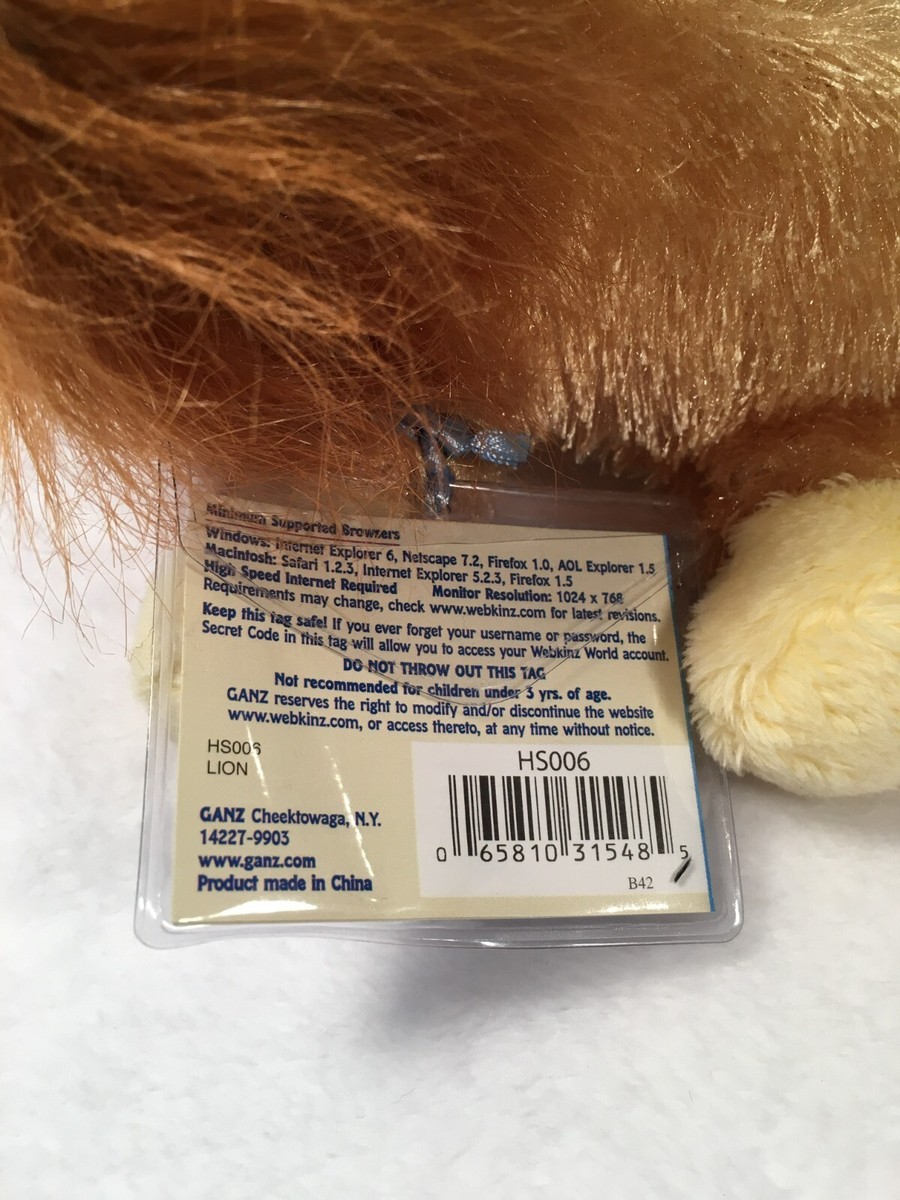 Minimum Supported Browzers
Windows: Internet Explorer 6, Netscape 7.2, Firefox 1.0, AOL Explorer 1.5
Macintosh: Safari 1.2.3, Internet Explorer 5.2.3, Firefox 1.5
High Speed Internet Required Monitor Resolution: 1024 x 768
Requirements may change, check www.webkinz.com for latest revisions.
Keep this tag safe! If you ever forget your username or password, the
Secret Code in this tag will allow you to access your Webkinz World account.
DO NOT THROW OUT THIS TAG
Not recommended for children under 3 yrs. of age.
GANZ reserves the right to modify and/or discontinue the website
www.webkinz.com, or access thereto, at any time without notice.
HS006
LION
GANZ Cheektowaga, N.Y.
14227-9903
www.ganz.com
Product made in China
HS006
0 65810 31548 5
B42